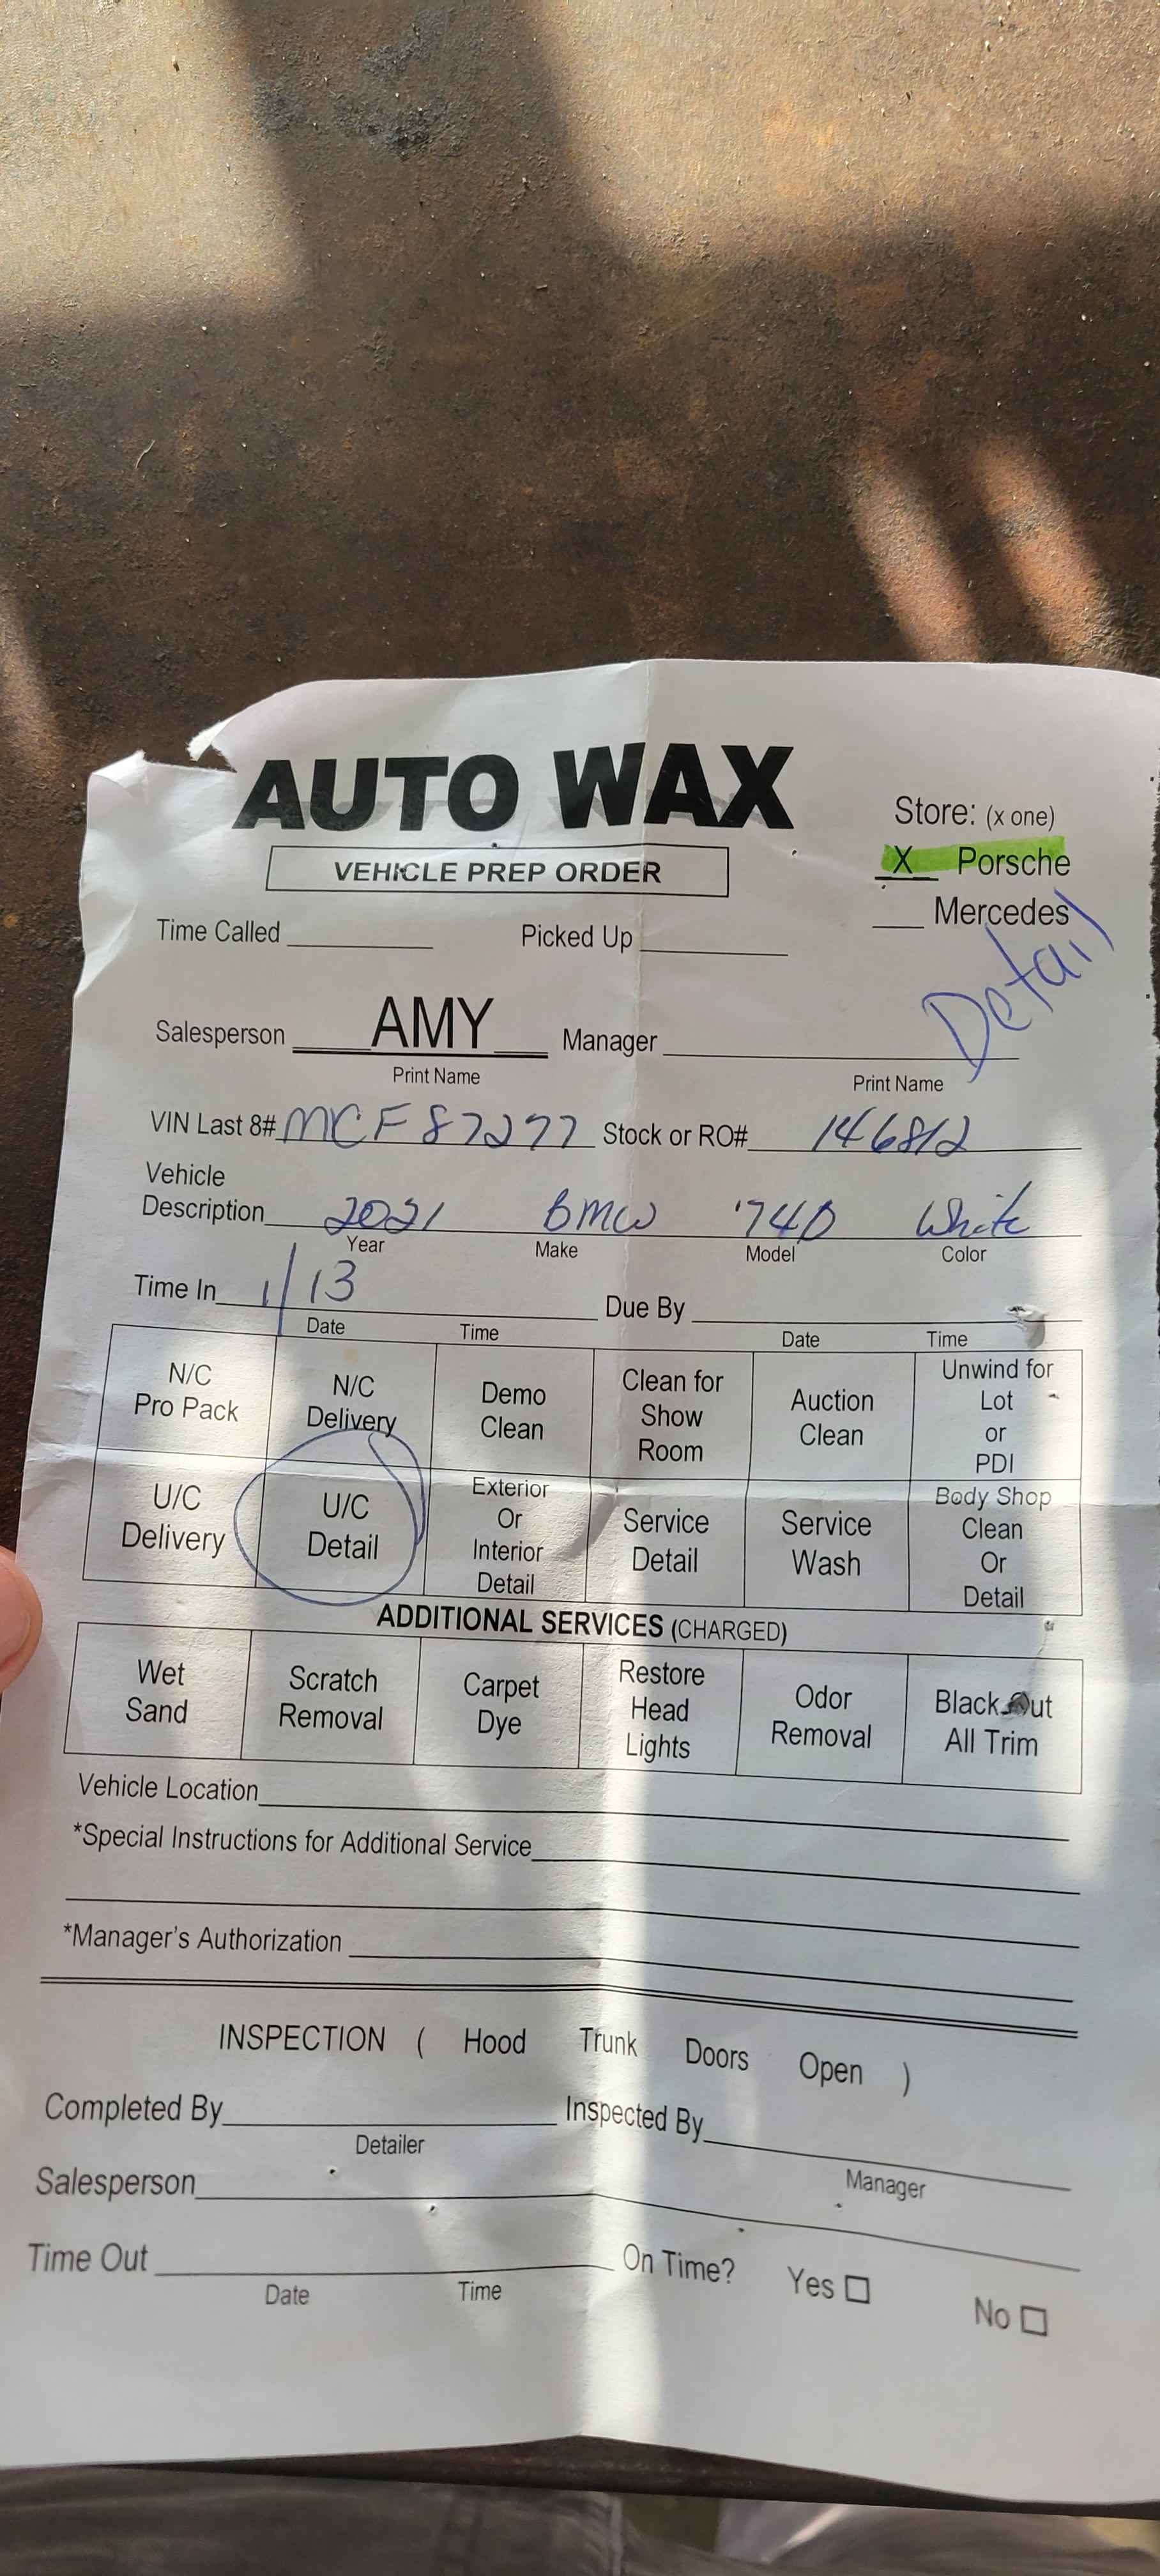 AUTO WAX
Store: (x one)
VEHICLE PREP ORDER
X Porsche
Mercedes
Time Called
Picked Up
Detail
Salesperson AMY Manager
Print Name
Print Name
VIN Last 8# MCF87277 Stock or RO# 146812
Vehicle
Description 2021 BMW 740 White
Year Make Model Color
Time In 1/13 Due By
Date Time Date Time
N/C Pro Pack
N/C Delivery
Demo Clean
Clean for Show Room
Auction Clean
Unwind for Lot or PDI
U/C Delivery
U/C Detail
Exterior Or Interior Detail
Service Detail
Service Wash
Body Shop Clean Or Detail
ADDITIONAL SERVICES (CHARGED)
Wet Sand
Scratch Removal
Carpet Dye
Restore Head Lights
Odor Removal
Black Out All Trim
Vehicle Location
*Special Instructions for Additional Service
*Manager's Authorization
INSPECTION ( Hood Trunk Doors Open )
Completed By Inspected By
Detailer
Manager
Salesperson
Time Out On Time? Yes No
Date Time